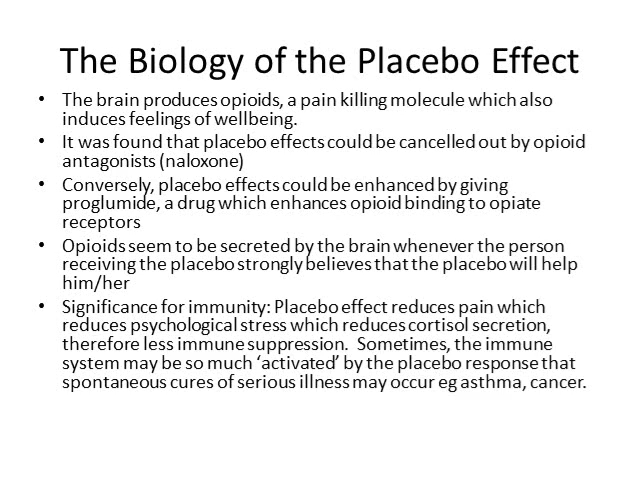 The Biology of the Placebo Effect
• The brain produces opioids, a pain killing molecule which also
induces feelings of wellbeing.
• It was found that placebo effects could be cancelled out by opioid
antagonists (naloxone)
• Conversely, placebo effects could be enhanced by giving
proglumide, a drug which enhances opioid binding to opiate
receptors
• Opioids seem to be secreted by the brain whenever the person
receiving the placebo strongly believes that the placebo will help
him/her
• Significance for immunity: Placebo effect reduces pain which
reduces psychological stress which reduces cortisol secretion,
therefore less immune suppression.  Sometimes, the immune
system may be so much ‘activated’ by the placebo response that
spontaneous cures of serious illness may occur eg asthma, cancer.